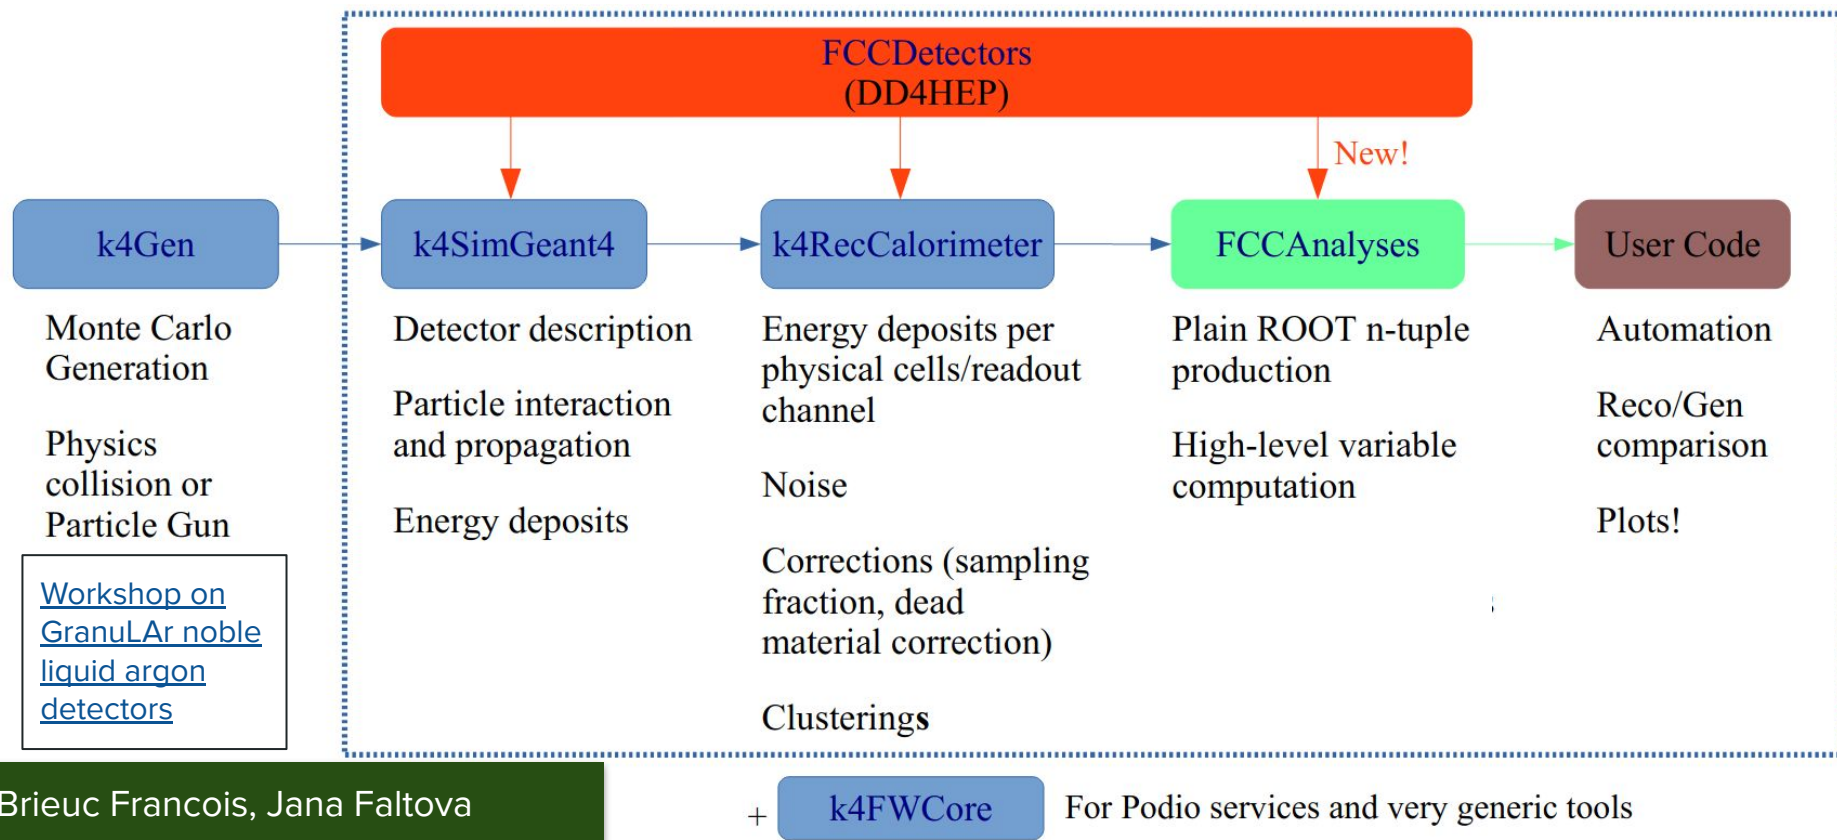 FCCDetectors
(DD4HEP)
New!
k4Gen
k4SimGeant4
k4RecCalorimeter
FCCAnalyses
User Code
Monte Carlo
Generation
Physics
collision or
Particle Gun
Detector description
Particle interaction
and propagation
Energy deposits
Energy deposits per
physical cells/readout
channel
Noise
Corrections (sampling
fraction, dead
material correction)
Clusterings
Plain ROOT n-tuple
production
High-level variable
computation
Automation
Reco/Gen
comparison
Plots!
Workshop on
GranuLAr noble
liquid argon
detectors
Brieuc Francois, Jana Faltova
+ k4FWCore For Podio services and very generic tools